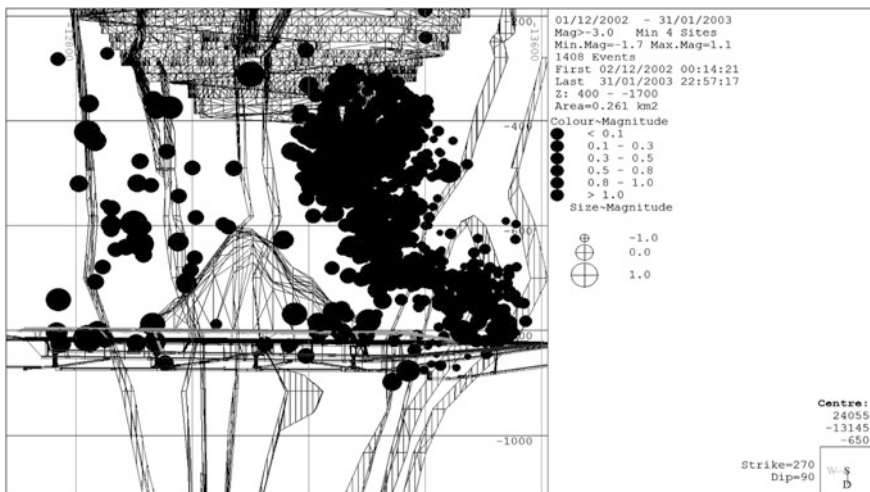 01/12/2002 - 31/01/2003
Mag>-3.0 Min 4 Sites
Min.Mag=-1.7 Max.Mag=1.1
1408 Events
First 02/12/2002 00:14:21
Last 31/01/2003 22:57:17
Z: 400 - -1700
Area=0.261 km2
Colour~Magnitude
< 0.1
0.1 - 0.3
0.3 - 0.5
0.5 - 0.8
0.8 - 1.0
> 1.0
Size~Magnitude
-1.0
0.0
1.0
-12800
-13600
-200
-400
-1000
Centre:
24055
-13145
-650
Strike=270
Dip=90
W S
D